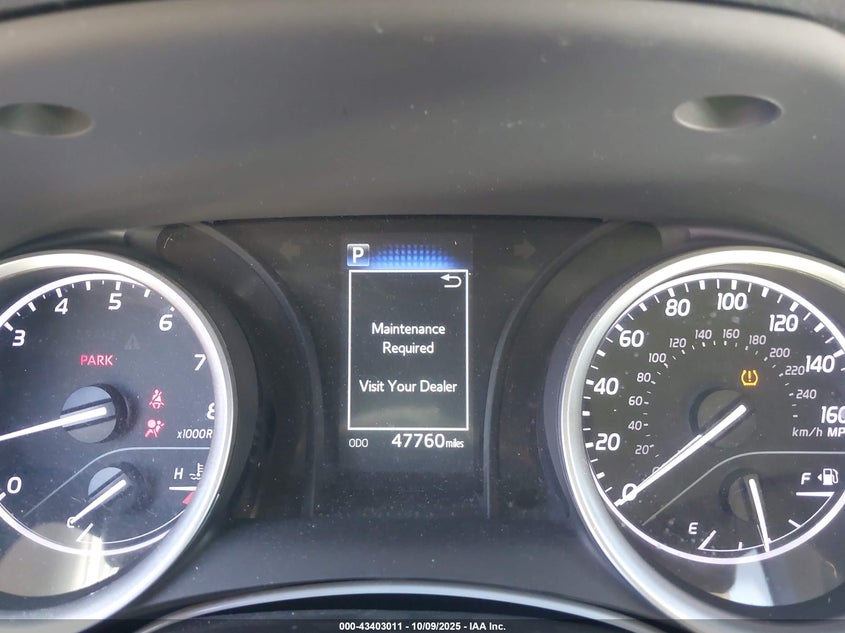 P
Maintenance
Required
Visit Your Dealer
ODO 47760 miles
3 4 5 6 7 8
0
x1000R
PARK
H
C
0 20 40 60 80 100 120 140 160
20 40 60 80 100 120 140 160 180 200 220 240
km/h MP
E F
000-43403011 - 10/09/2025 - IAA Inc.